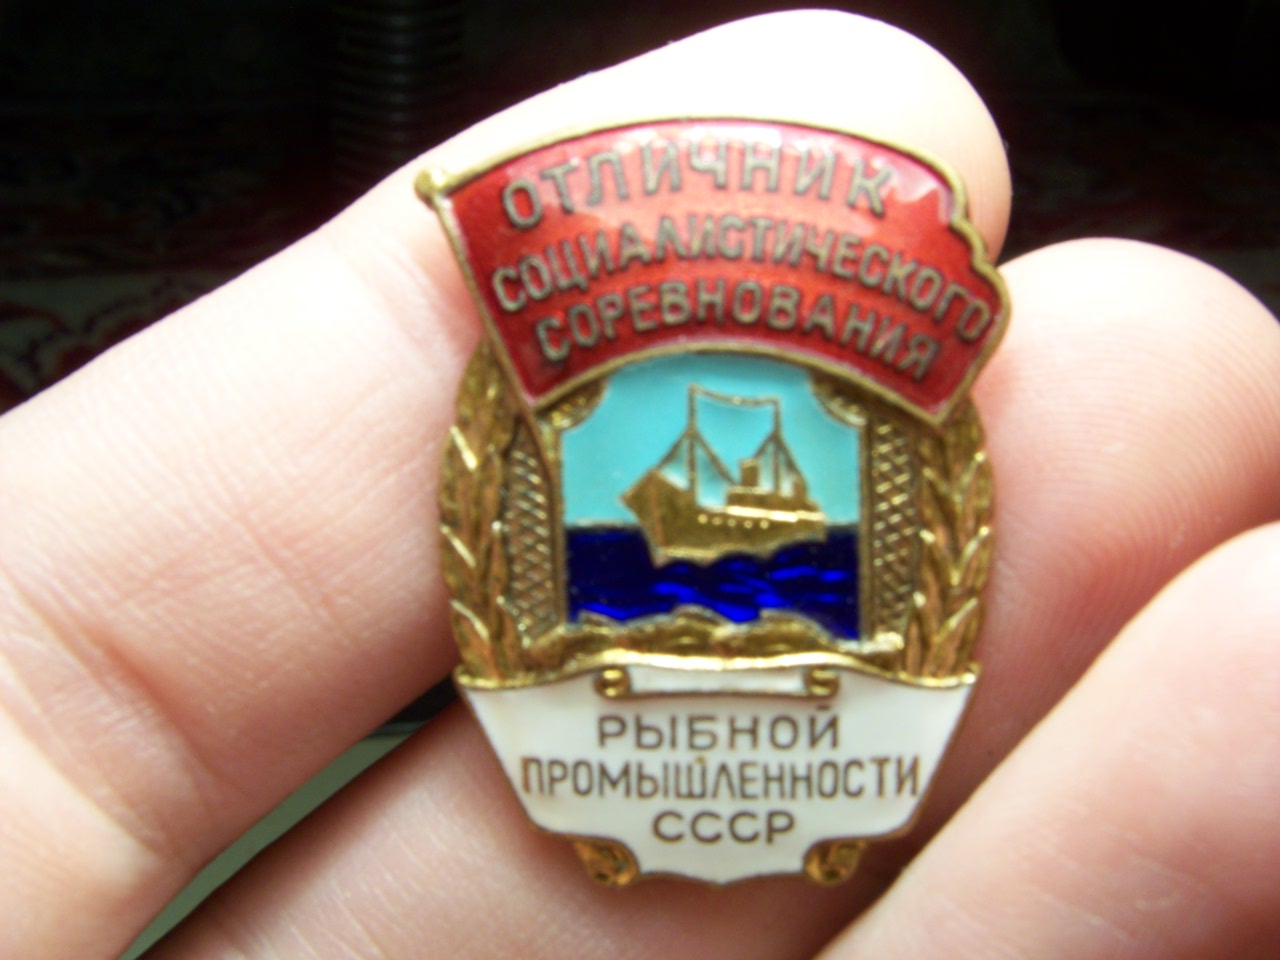 ОТЛИЧНИК
СОЦИАЛИСТИЧЕСКОГО
СОРЕВНОВАНИЯ
РЫБНОЙ
ПРОМЫШЛЕННОСТИ
СССР